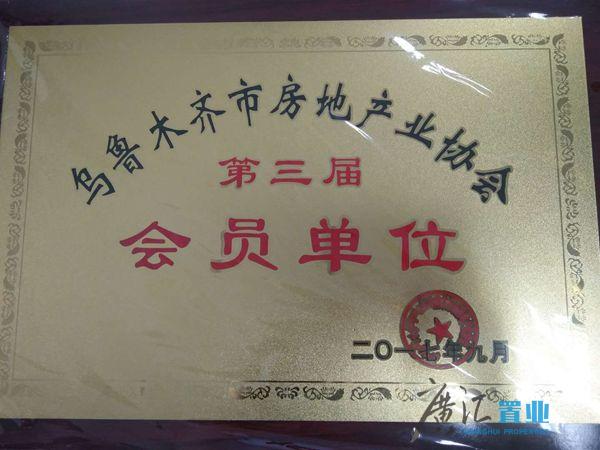 乌鲁木齐市房地产业协会
第三届
会员单位
二〇一七年九月
廣汇置业